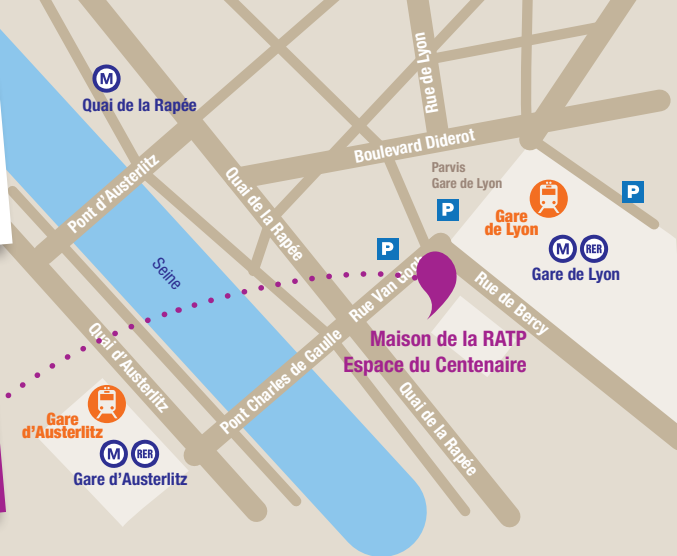 Rue de Lyon
M
Quai de la Rapée
Boulevard Diderot
Pont d'Austerlitz
Quai de la Rapée
Parvis
Gare de Lyon
P
P
P
Gare
de Lyon
M RER
Gare de Lyon
Seine
Rue Van Gogh
Rue de Bercy
Maison de la RATP
Espace du Centenaire
Quai d'Austerlitz
Pont Charles de Gaulle
Quai de la Rapée
Gare
d'Austerlitz
M RER
Gare d'Austerlitz